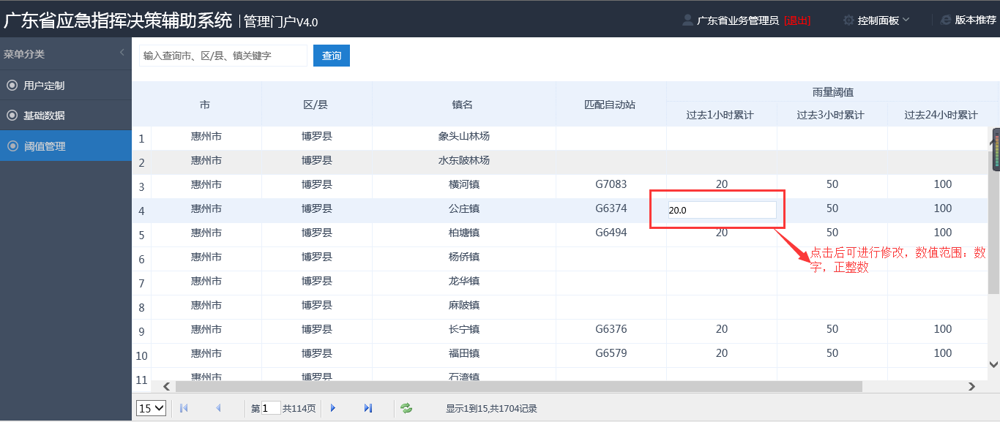 广东省应急指挥决策辅助系统 | 管理门户V4.0
广东省业务管理员 [退出] 控制面板 版本推荐
菜单分类
用户定制
基础数据
阈值管理
输入查询市、区/县、镇关键字 查询
市 区/县 镇名 匹配自动站 雨量阈值
过去1小时累计 过去3小时累计 过去24小时累计
1 惠州市 博罗县 象头山林场
2 惠州市 博罗县 水东陂林场
3 惠州市 博罗县 横河镇 G7083 20 50 100
4 惠州市 博罗县 公庄镇 G6374 20.0 50 100
5 惠州市 博罗县 柏塘镇 G6494 20 50 100
点击后可进行修改，数值范围：数
字，正整数
6 惠州市 博罗县 杨侨镇
7 惠州市 博罗县 龙华镇
8 惠州市 博罗县 麻陂镇
9 惠州市 博罗县 长宁镇 G6376 20 50 100
10 惠州市 博罗县 福田镇 G6579 20 50 100
11 惠州市 博罗县 石湾镇
15 第1 共114页 显示1到15,共1704记录